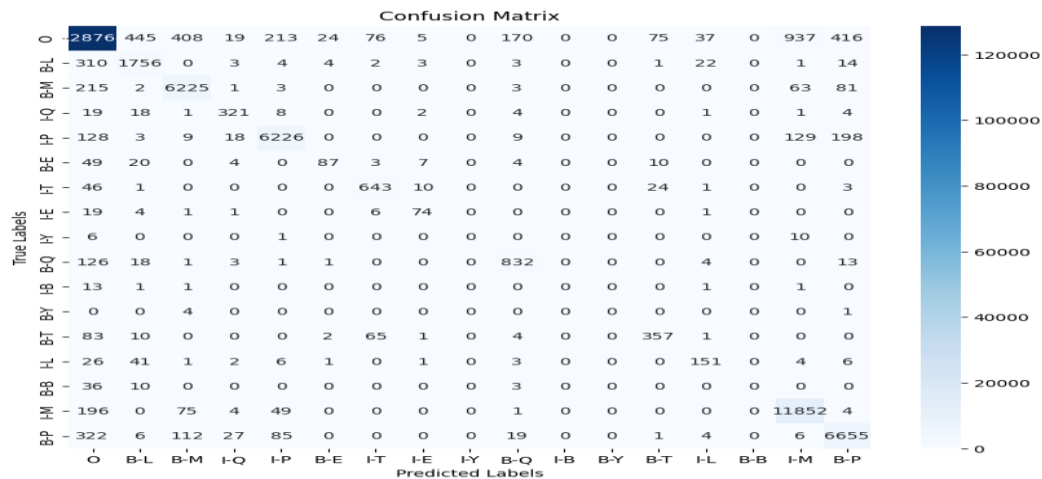 Confusion Matrix
O 2876 445 408 19 213 24 76 5 0 170 0 0 75 37 0 937 416
B-L 310 1756 0 3 4 4 2 3 0 3 0 0 1 22 0 1 14
B-M 215 2 6225 1 3 0 0 0 0 3 0 0 0 0 0 63 81
I-Q 19 18 1 321 8 0 0 2 0 4 0 0 0 1 0 1 4
I-P 128 3 9 18 6226 0 0 0 0 9 0 0 0 0 0 129 198
B-E 49 20 0 4 0 87 3 7 0 4 0 0 10 0 0 0 0
I-T 46 1 0 0 0 0 643 10 0 0 0 0 24 1 0 0 3
I-E 19 4 1 1 0 0 6 74 0 0 0 0 0 1 0 0 0
I-Y 6 0 0 0 1 0 0 0 0 0 0 0 0 0 0 10 0
B-Q 126 18 1 3 1 1 0 0 0 832 0 0 0 4 0 0 13
I-B 13 1 1 0 0 0 0 0 0 0 0 0 0 1 0 1 0
B-Y 0 0 4 0 0 0 0 0 0 0 0 0 0 0 0 0 1
B-T 83 10 0 0 0 2 65 1 0 4 0 0 357 1 0 0 0
I-L 26 41 1 2 6 1 0 1 0 3 0 0 0 151 0 4 6
B-B 36 10 0 0 0 0 0 0 0 3 0 0 0 0 0 0 0
I-M 196 0 75 4 49 0 0 0 0 1 0 0 0 0 0 11852 4
B-P 322 6 112 27 85 0 0 0 0 19 0 0 1 4 0 6 6655
O B-L B-M I-Q I-P B-E I-T I-E I-Y B-Q I-B B-Y B-T I-L B-B I-M B-P
Predicted Labels
True Labels
120000
100000
80000
60000
40000
20000
0